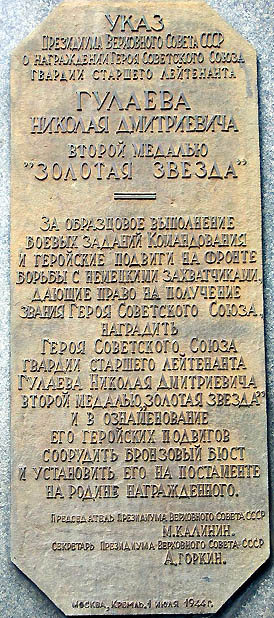 УКАЗ
ПРЕЗИДИУМА ВЕРХОВНОГО СОВЕТА СССР
О НАГРАЖДЕНИИ ГЕРОЯ СОВЕТСКОГО СОЮЗА
ГВАРДИИ СТАРШЕГО ЛЕЙТЕНАНТА
ГУЛАЕВА
НИКОЛАЯ ДМИТРИЕВИЧА
ВТОРОЙ МЕДАЛЬЮ
"ЗОЛОТАЯ ЗВЕЗДА"
ЗА ОБРАЗЦОВОЕ ВЫПОЛНЕНИЕ
БОЕВЫХ ЗАДАНИЙ КОМАНДОВАНИЯ
И ГЕРОЙСКИЕ ПОДВИГИ НА ФРОНТЕ
БОРЬБЫ С НЕМЕЦКИМИ ЗАХВАТЧИКАМИ,
ДАЮЩИЕ ПРАВО НА ПОЛУЧЕНИЕ
ЗВАНИЯ ГЕРОЯ СОВЕТСКОГО СОЮЗА,
НАГРАДИТЬ
ГЕРОЯ СОВЕТСКОГО СОЮЗА
ГВАРДИИ СТАРШЕГО ЛЕЙТЕНАНТА
ГУЛАЕВА НИКОЛАЯ ДМИТРИЕВИЧА
ВТОРОЙ МЕДАЛЬЮ "ЗОЛОТАЯ ЗВЕЗДА"
И В ОЗНАМЕНОВАНИЕ
ЕГО ГЕРОЙСКИХ ПОДВИГОВ
СООРУДИТЬ БРОНЗОВЫЙ БЮСТ
И УСТАНОВИТЬ ЕГО НА ПОСТАМЕНТЕ
НА РОДИНЕ НАГРАЖДЕННОГО.
ПРЕДСЕДАТЕЛЬ ПРЕЗИДИУМА ВЕРХОВНОГО СОВЕТА СССР
М.КАЛИНИН.
СЕКРЕТАРЬ ПРЕЗИДИУМА ВЕРХОВНОГО СОВЕТА СССР
А.ГОРКИН.
МОСКВА, КРЕМЛЬ. 1 ИЮЛЯ 1944г.